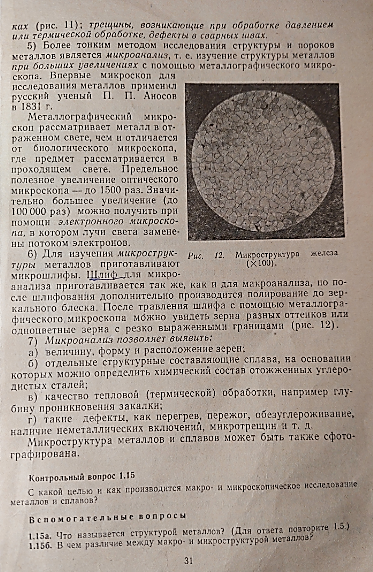 ках (рис. 11); трещины, возникающие при обработке давлением
или термической обработке, дефекты в сварных швах.
5) Более тонким методом исследования структуры и пороков
металлов является микроанализ, т. е. изучение структуры металлов
при больших увеличениях с помощью металлографического микро-
скопа. Впервые микроскоп для
исследования металлов применил
русский ученый П. П. Аносов
в 1831 г.
Металлографический микро-
скоп рассматривает металл в от-
раженном свете, чем и отличается
от биологического микроскопа,
где предмет рассматривается в
проходящем свете. Предельное
полезное увеличение оптического
микроскопа — до 1500 раз. Значи-
тельно большее увеличение (до
100 000 раз) можно получить при
помощи электронного микроско-
па, в котором лучи света замене-
ны потоком электронов.
6) Для изучения микрострук-
туры металлов приготавливают
микрошлифы. Шлиф для микро-
Рис. 12. Микроструктура железа
(×100).
анализа приготавливается так же, как и для макроанализа, но по-
сле шлифования дополнительно производится полирование до зер-
кального блеска. После травления шлифа с помощью металлогра-
фического микроскопа можно увидеть зерна разных оттенков или
одноцветные зерна с резко выраженными границами (рис. 12).
7) Микроанализ позволяет выявить:
а) величину, форму и расположение зерен;
б) отдельные структурные составляющие сплава, на основании
которых можно определить химический состав отожженных углеро-
дистых сталей;
в) качество тепловой (термической) обработки, например глу-
бину проникновения закалки;
г) такие дефекты, как перегрев, пережог, обезуглероживание,
наличие неметаллических включений, микротрещин и т. д.
Микроструктура металлов и сплавов может быть также сфото-
графирована.
Контрольный вопрос 1.15
С какой целью и как производится макро- и микроскопическое исследование
металлов и сплавов?
Вспомогательные вопросы
1.15а. Что называется структурой металлов? (Для ответа повторите 1.5.)
1.15б. В чем различие между макро- и микроструктурой металлов?
31